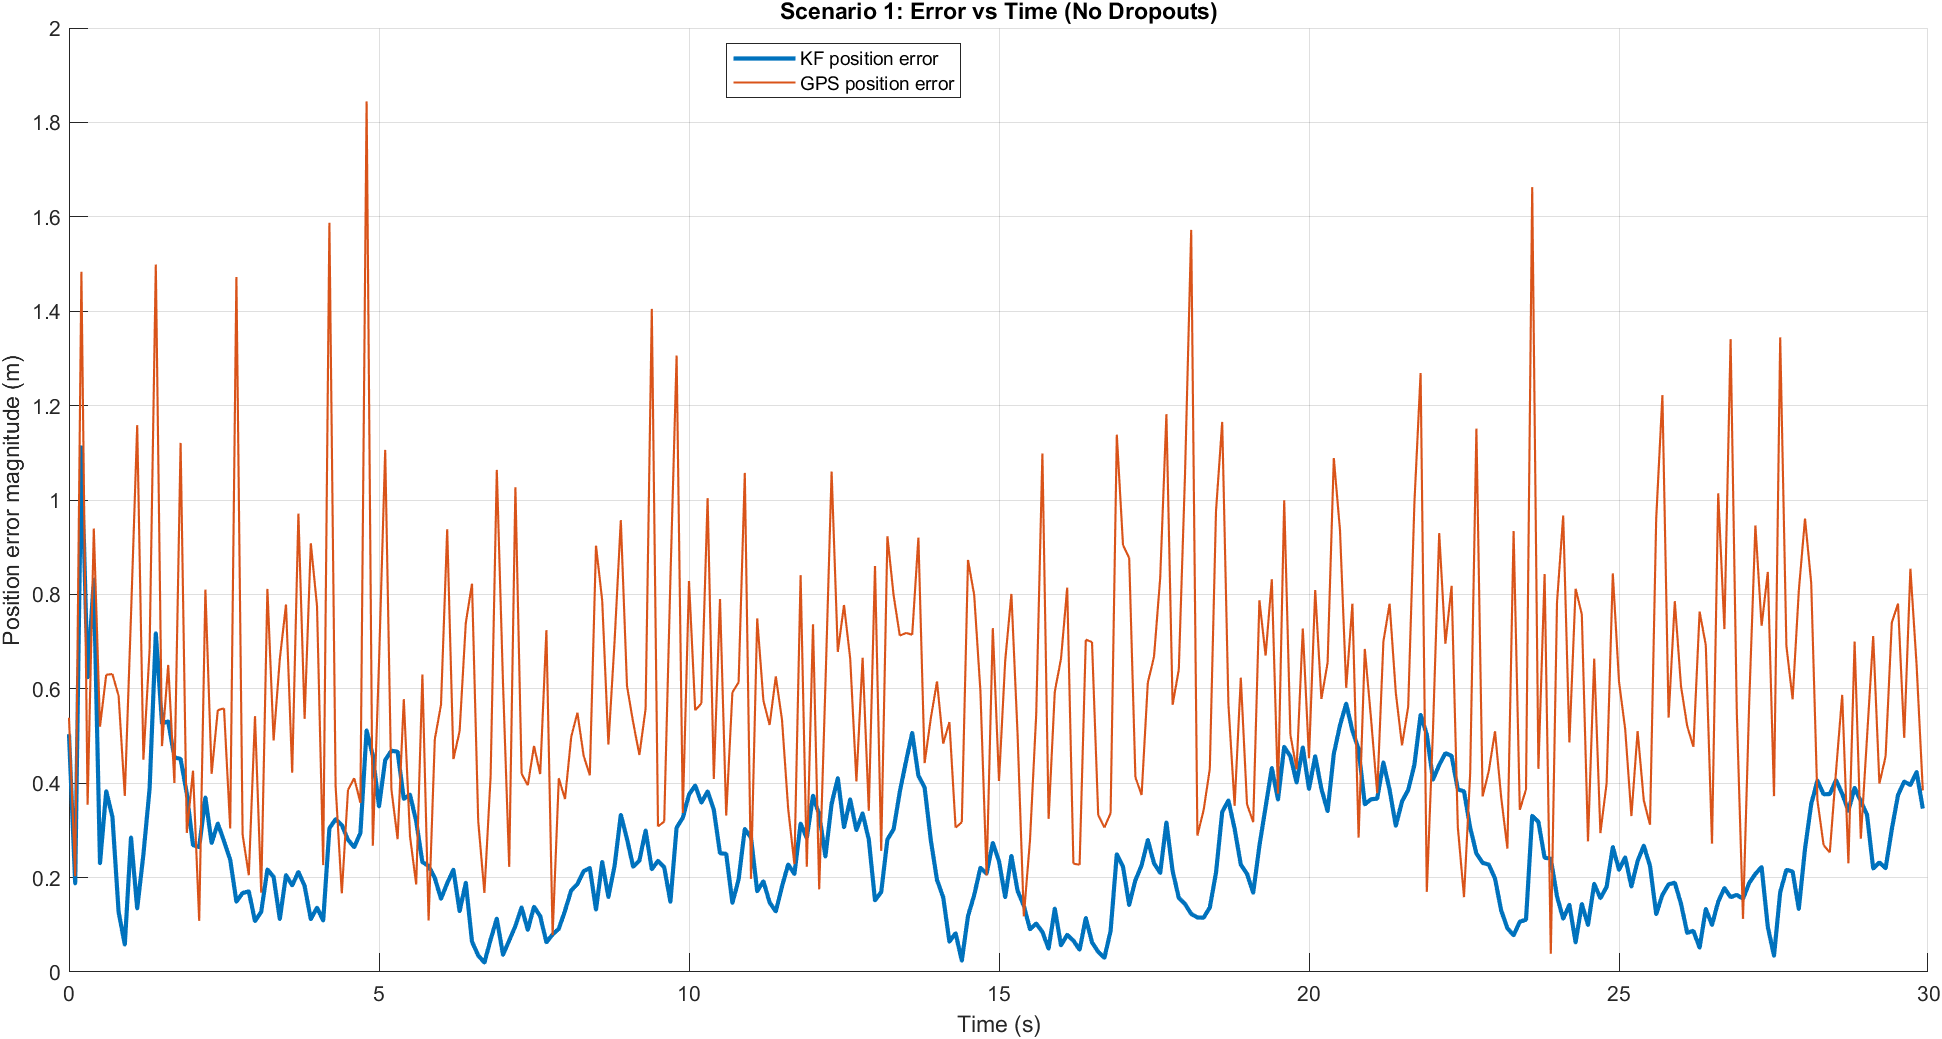 Scenario 1: Error vs Time (No Dropouts)
KF position error
GPS position error
Position error magnitude (m)
2
1.8
1.6
1.4
1.2
1
0.8
0.6
0.4
0.2
0
0 5 10 15 20 25 30
Time (s)